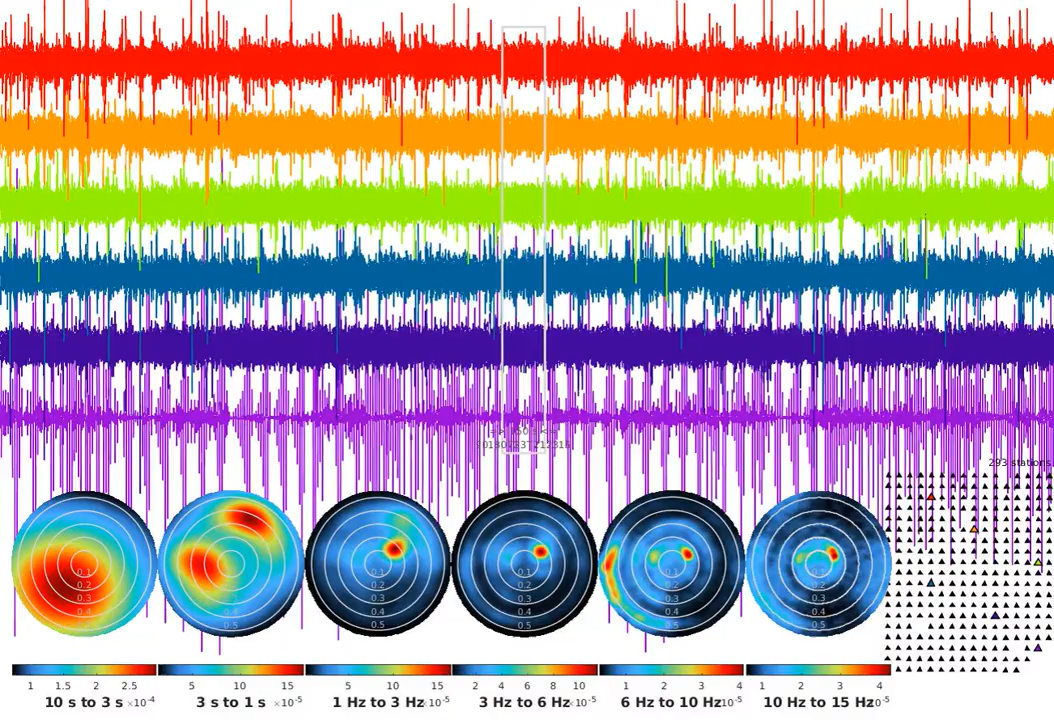 293 stations
0.1
0.2
0.3
0.4
0.5
0.4
0.5
0.1
0.2
0.3
0.4
0.5
0.1
0.2
0.3
0.4
0.5
0.1
0.2
0.3
0.4
0.5
0.1
0.2
0.3
0.4
0.5
1 1.5 2 2.5
5 10 15
5 10 15
2 4 6 8 10
1 2 3 4
1 2 3 4
10 s to 3 s ×10-4
3 s to 1 s ×10-5
1 Hz to 3 Hz×10-5
3 Hz to 6 Hz×10-5
6 Hz to 10 Hz×10-5
10 Hz to 15 Hz×10-5